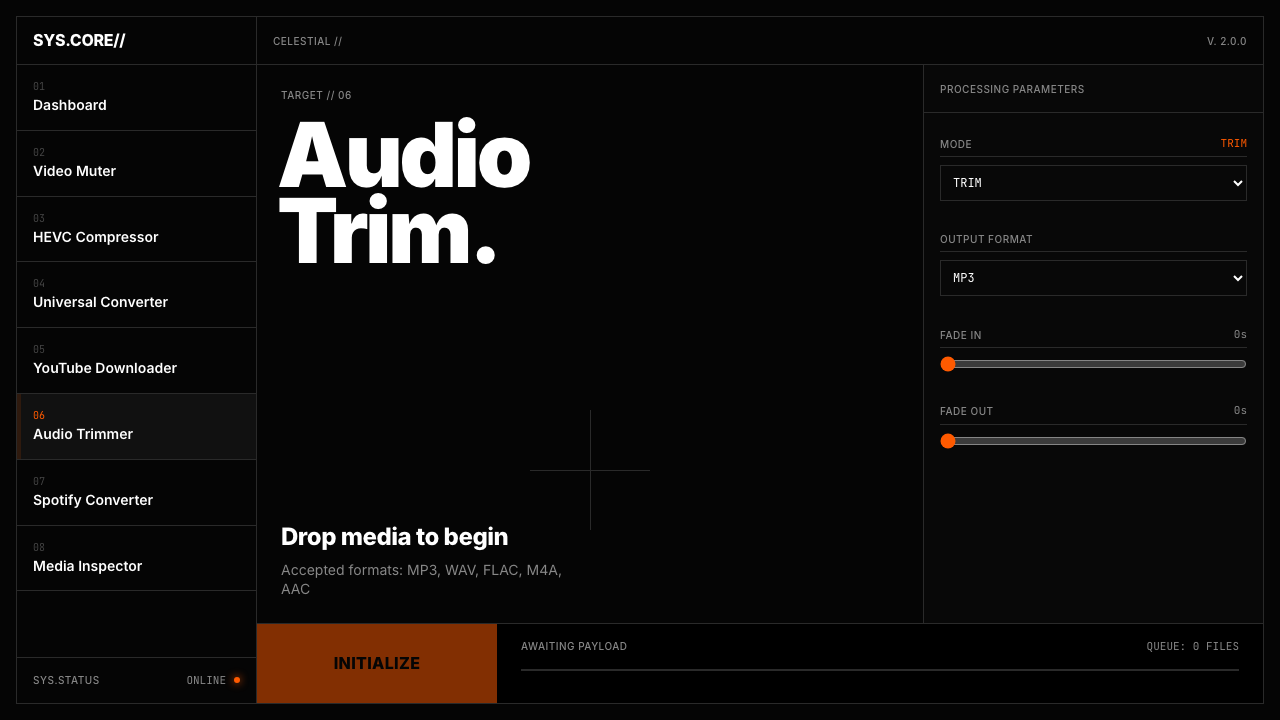 SYS.CORE//
CELESTIAL //
V. 2.0.0
01
Dashboard
02
Video Muter
03
HEVC Compressor
04
Universal Converter
05
YouTube Downloader
06
Audio Trimmer
07
Spotify Converter
08
Media Inspector
SYS.STATUS
ONLINE
TARGET // 06
Audio
Trim.
Drop media to begin
Accepted formats: MP3, WAV, FLAC, M4A,
AAC
PROCESSING PARAMETERS
MODE
TRIM
TRIM
OUTPUT FORMAT
MP3
FADE IN
0s
FADE OUT
0s
INITIALIZE
AWAITING PAYLOAD
QUEUE: 0 FILES